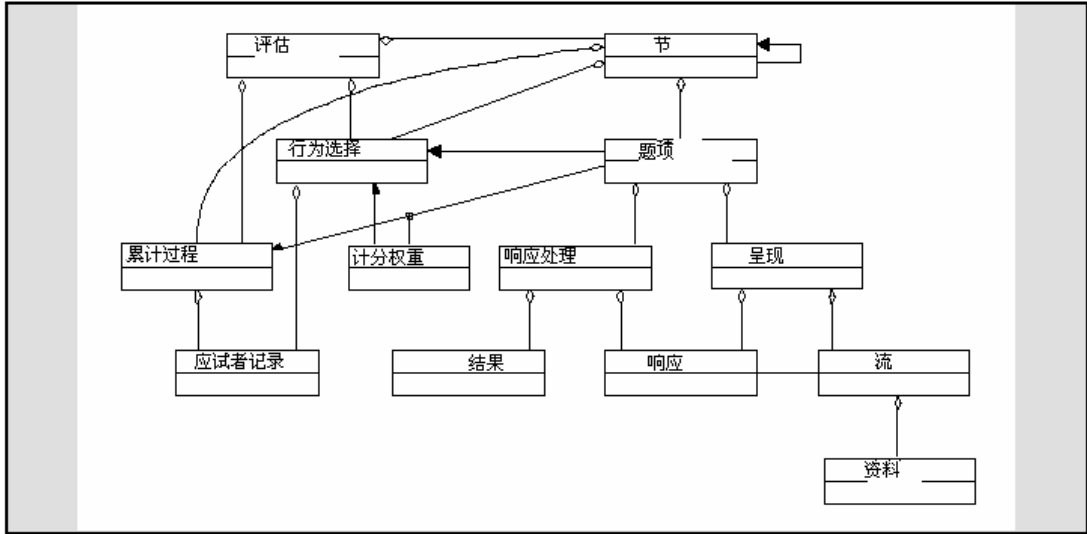 评估
节
行为选择
题项
累计过程
计分权重
响应处理
呈现
应试者记录
结果
响应
流
资料